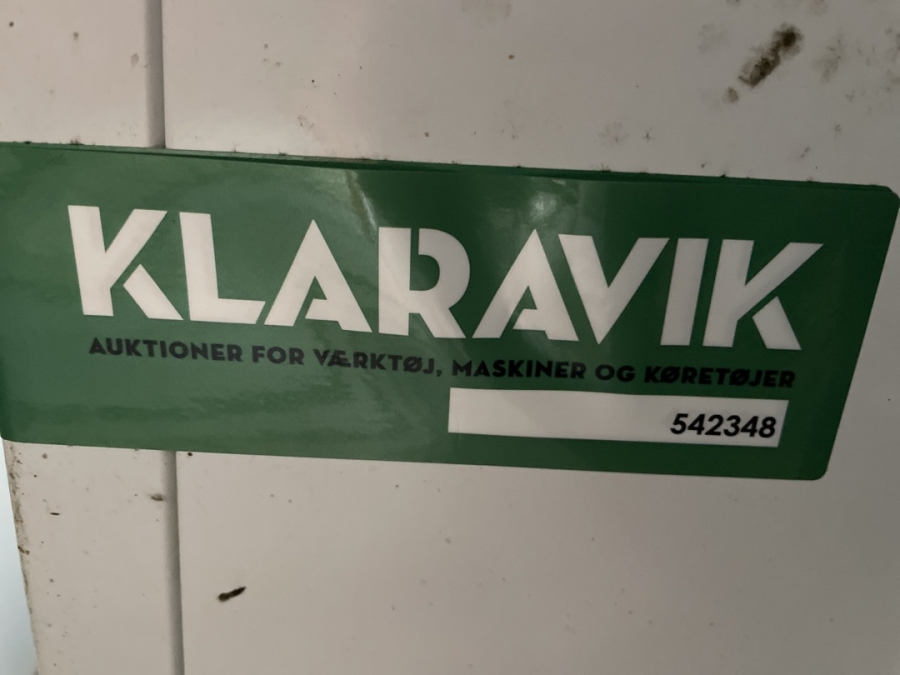 KLARAVIK
AUKTIONER FOR VÆRKTØJ, MASKINER OG KØRETØJER
542348